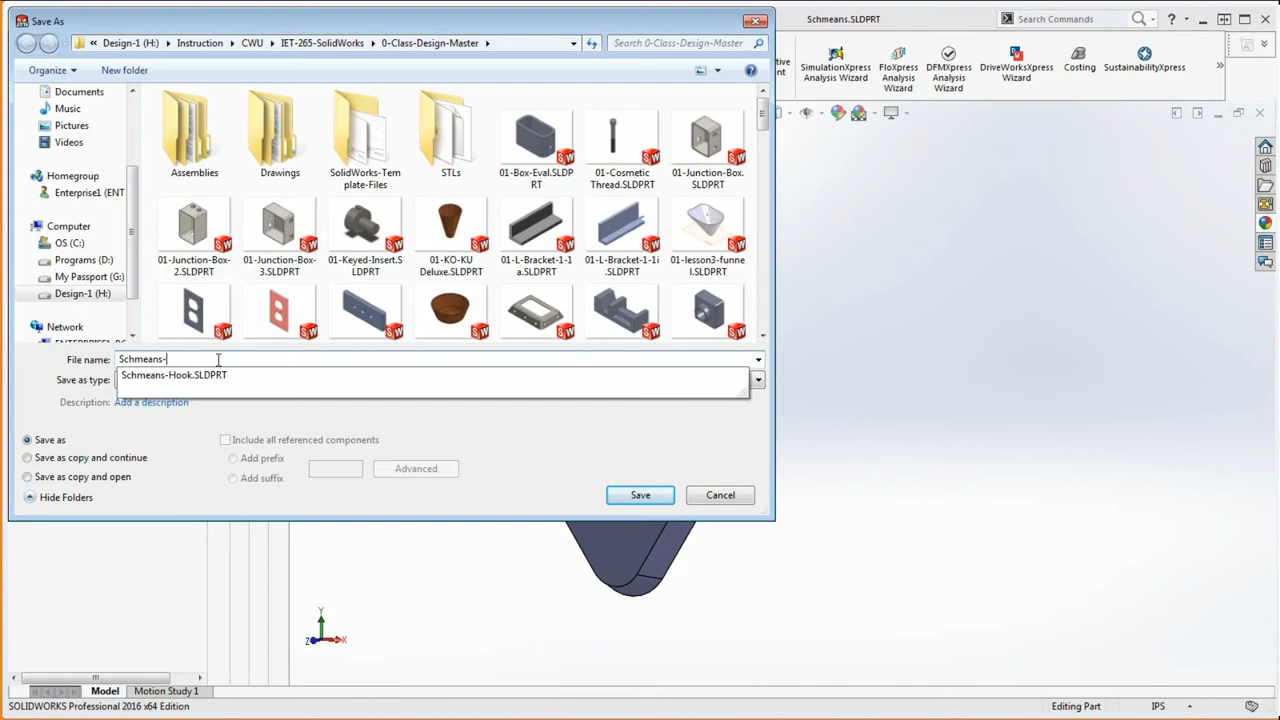 Save As
Schmeans.SLDPRT
Search Commands
« Design-1 (H:) ▸ Instruction ▸ CWU ▸ IET-265-SolidWorks ▸ 0-Class-Design-Master ▸
Search 0-Class-Design-Master
Organize
New folder
SimulationXpress Analysis Wizard
FloXpress Analysis Wizard
DFMXpress Analysis Wizard
DriveWorksXpress Wizard
Costing
SustainabilityXpress
Documents
Music
Pictures
Videos
Homegroup
Enterprise1 (ENT
Computer
OS (C:)
Programs (D:)
My Passport (G:)
Design-1 (H:)
Network
Assemblies
Drawings
SolidWorks-Template-Files
STLs
01-Box-Eval.SLDPRT
01-Cosmetic Thread.SLDPRT
01-Junction-Box.SLDPRT
01-Junction-Box-2.SLDPRT
01-Junction-Box-3.SLDPRT
01-Keyed-Insert.SLDPRT
01-KO-KU Deluxe.SLDPRT
01-L-Bracket-1-1a.SLDPRT
01-L-Bracket-1-1i.SLDPRT
01-lesson3-funnel.SLDPRT
File name: Schmeans-
Schmeans-Hook.SLDPRT
Save as type:
Description: Add a description
Save as
Include all referenced components
Save as copy and continue
Add prefix
Advanced
Save as copy and open
Add suffix
Hide Folders
Save
Cancel
Y
Z
X
Model
Motion Study 1
SOLIDWORKS Professional 2016 x64 Edition
Editing Part
IPS